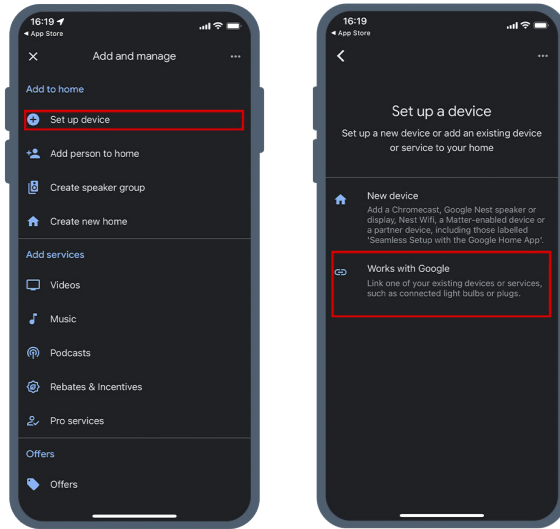 16:19
◀ App Store
Add and manage
Add to home
Set up device
Add person to home
Create speaker group
Create new home
Add services
Videos
Music
Podcasts
Rebates & Incentives
Pro services
Offers
Offers
16:19
◀ App Store
Set up a device
Set up a new device or add an existing device
or service to your home
New device
Add a Chromecast, Google Nest speaker or
display, Nest Wifi, a Matter-enabled device or
a partner device, including those labelled
'Seamless Setup with the Google Home App'.
Works with Google
Link one of your existing devices or services,
such as connected light bulbs or plugs.